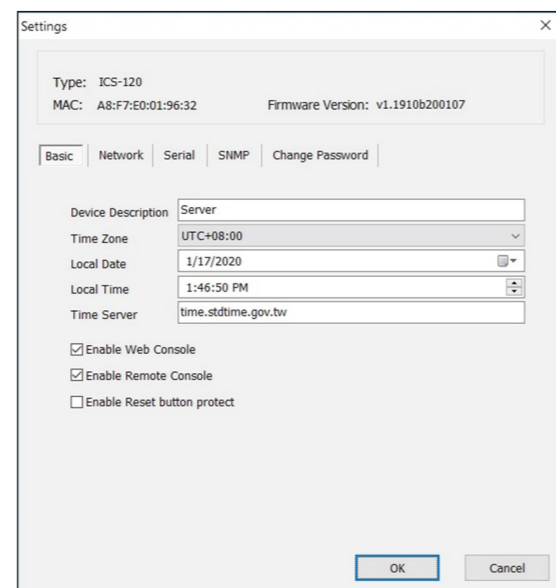 Settings
Type: ICS-120
MAC: A8:F7:E0:01:96:32 Firmware Version: v1.1910b200107
Basic Network Serial SNMP Change Password
Device Description Server
Time Zone UTC+08:00
Local Date 1/17/2020
Local Time 1:46:50 PM
Time Server time.stdtime.gov.tw
Enable Web Console
Enable Remote Console
Enable Reset button protect
OK Cancel